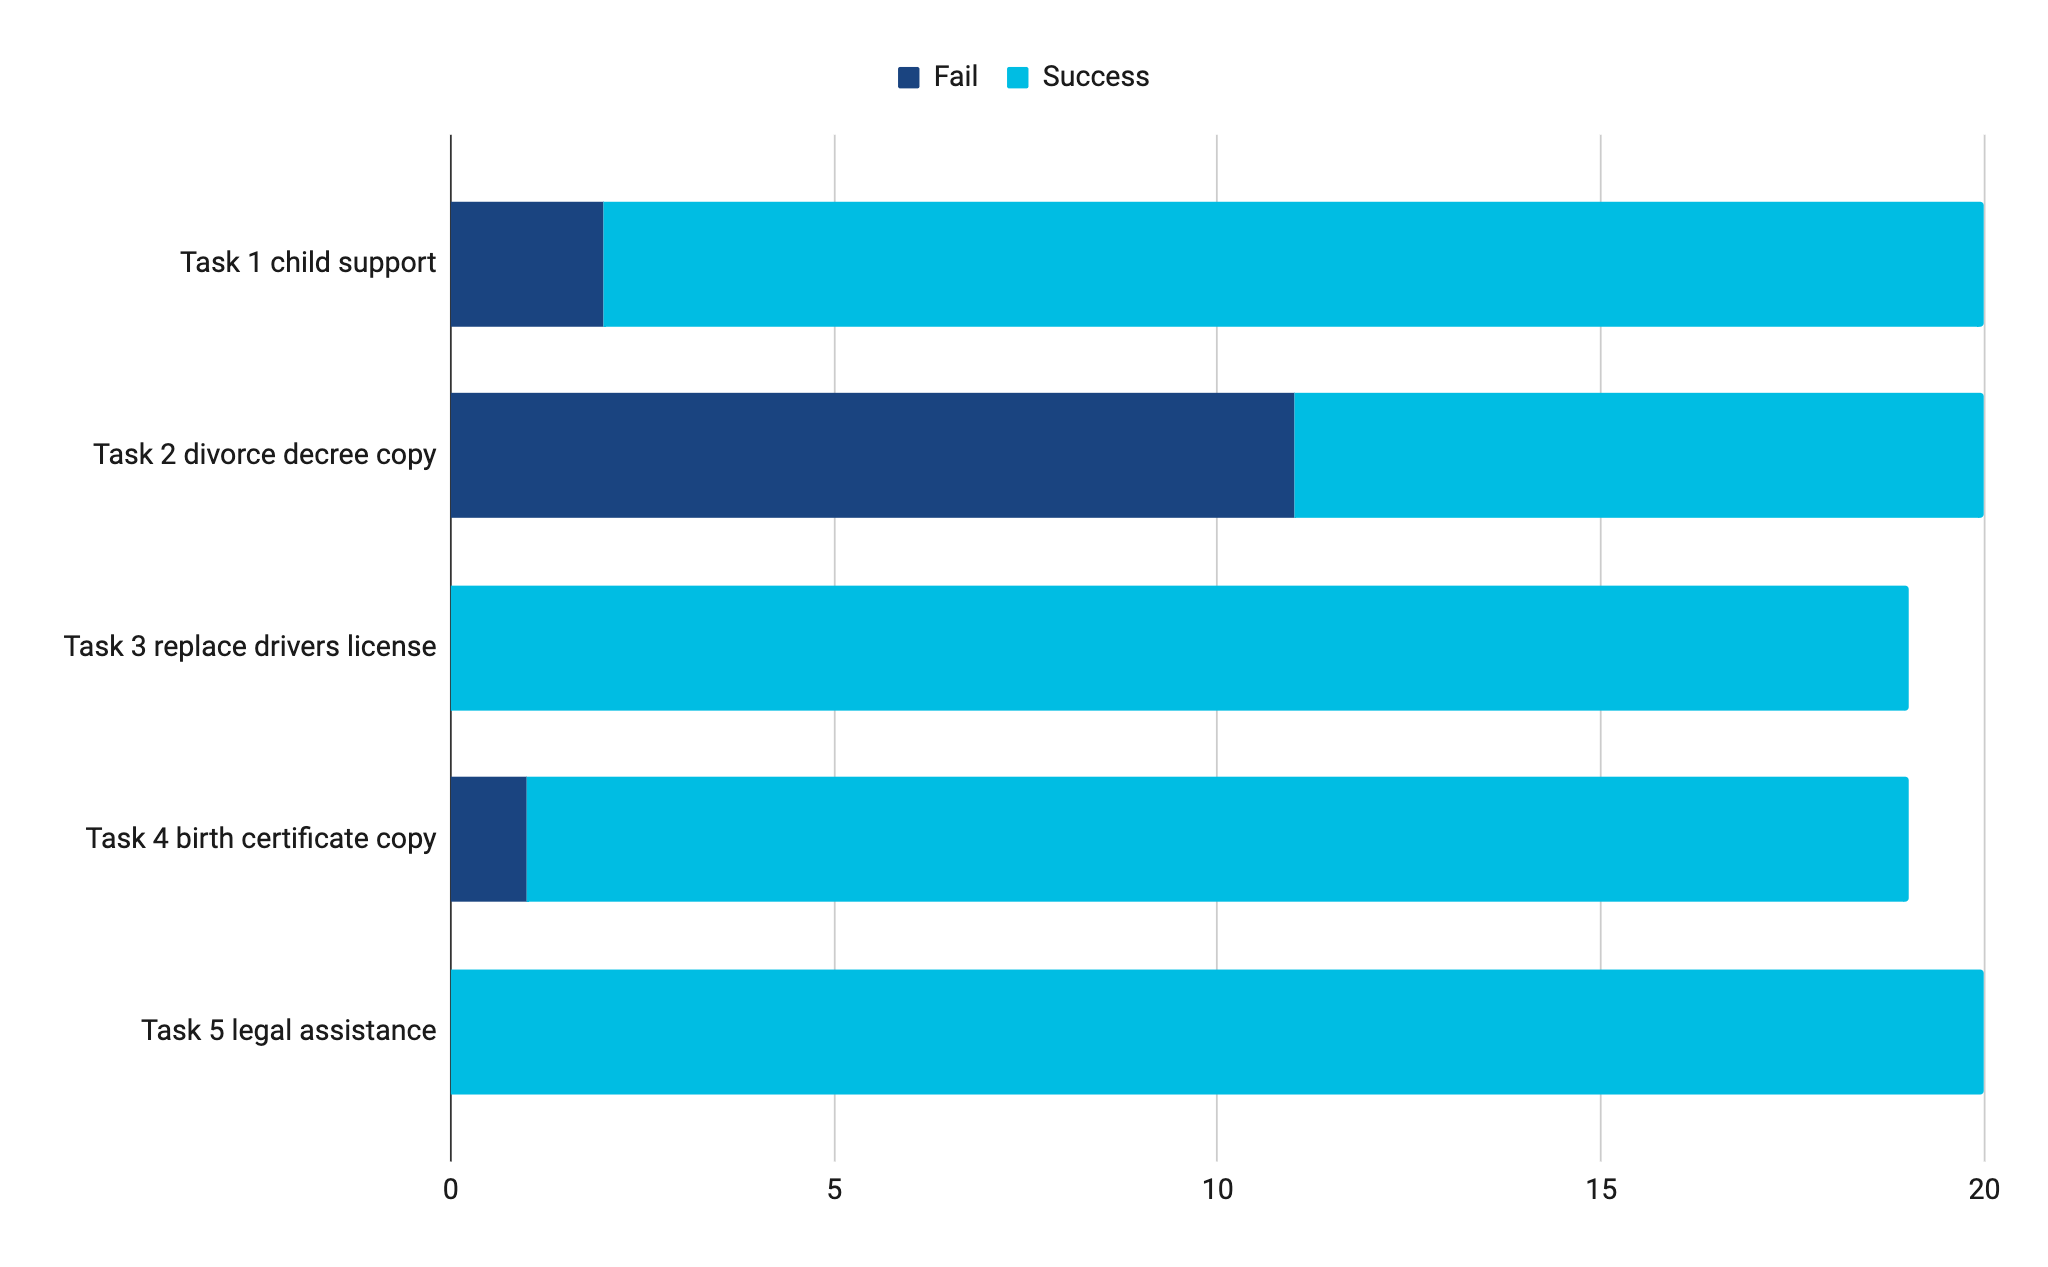 Fail Success
Task 1 child support
Task 2 divorce decree copy
Task 3 replace drivers license
Task 4 birth certificate copy
Task 5 legal assistance
0 5 10 15 20